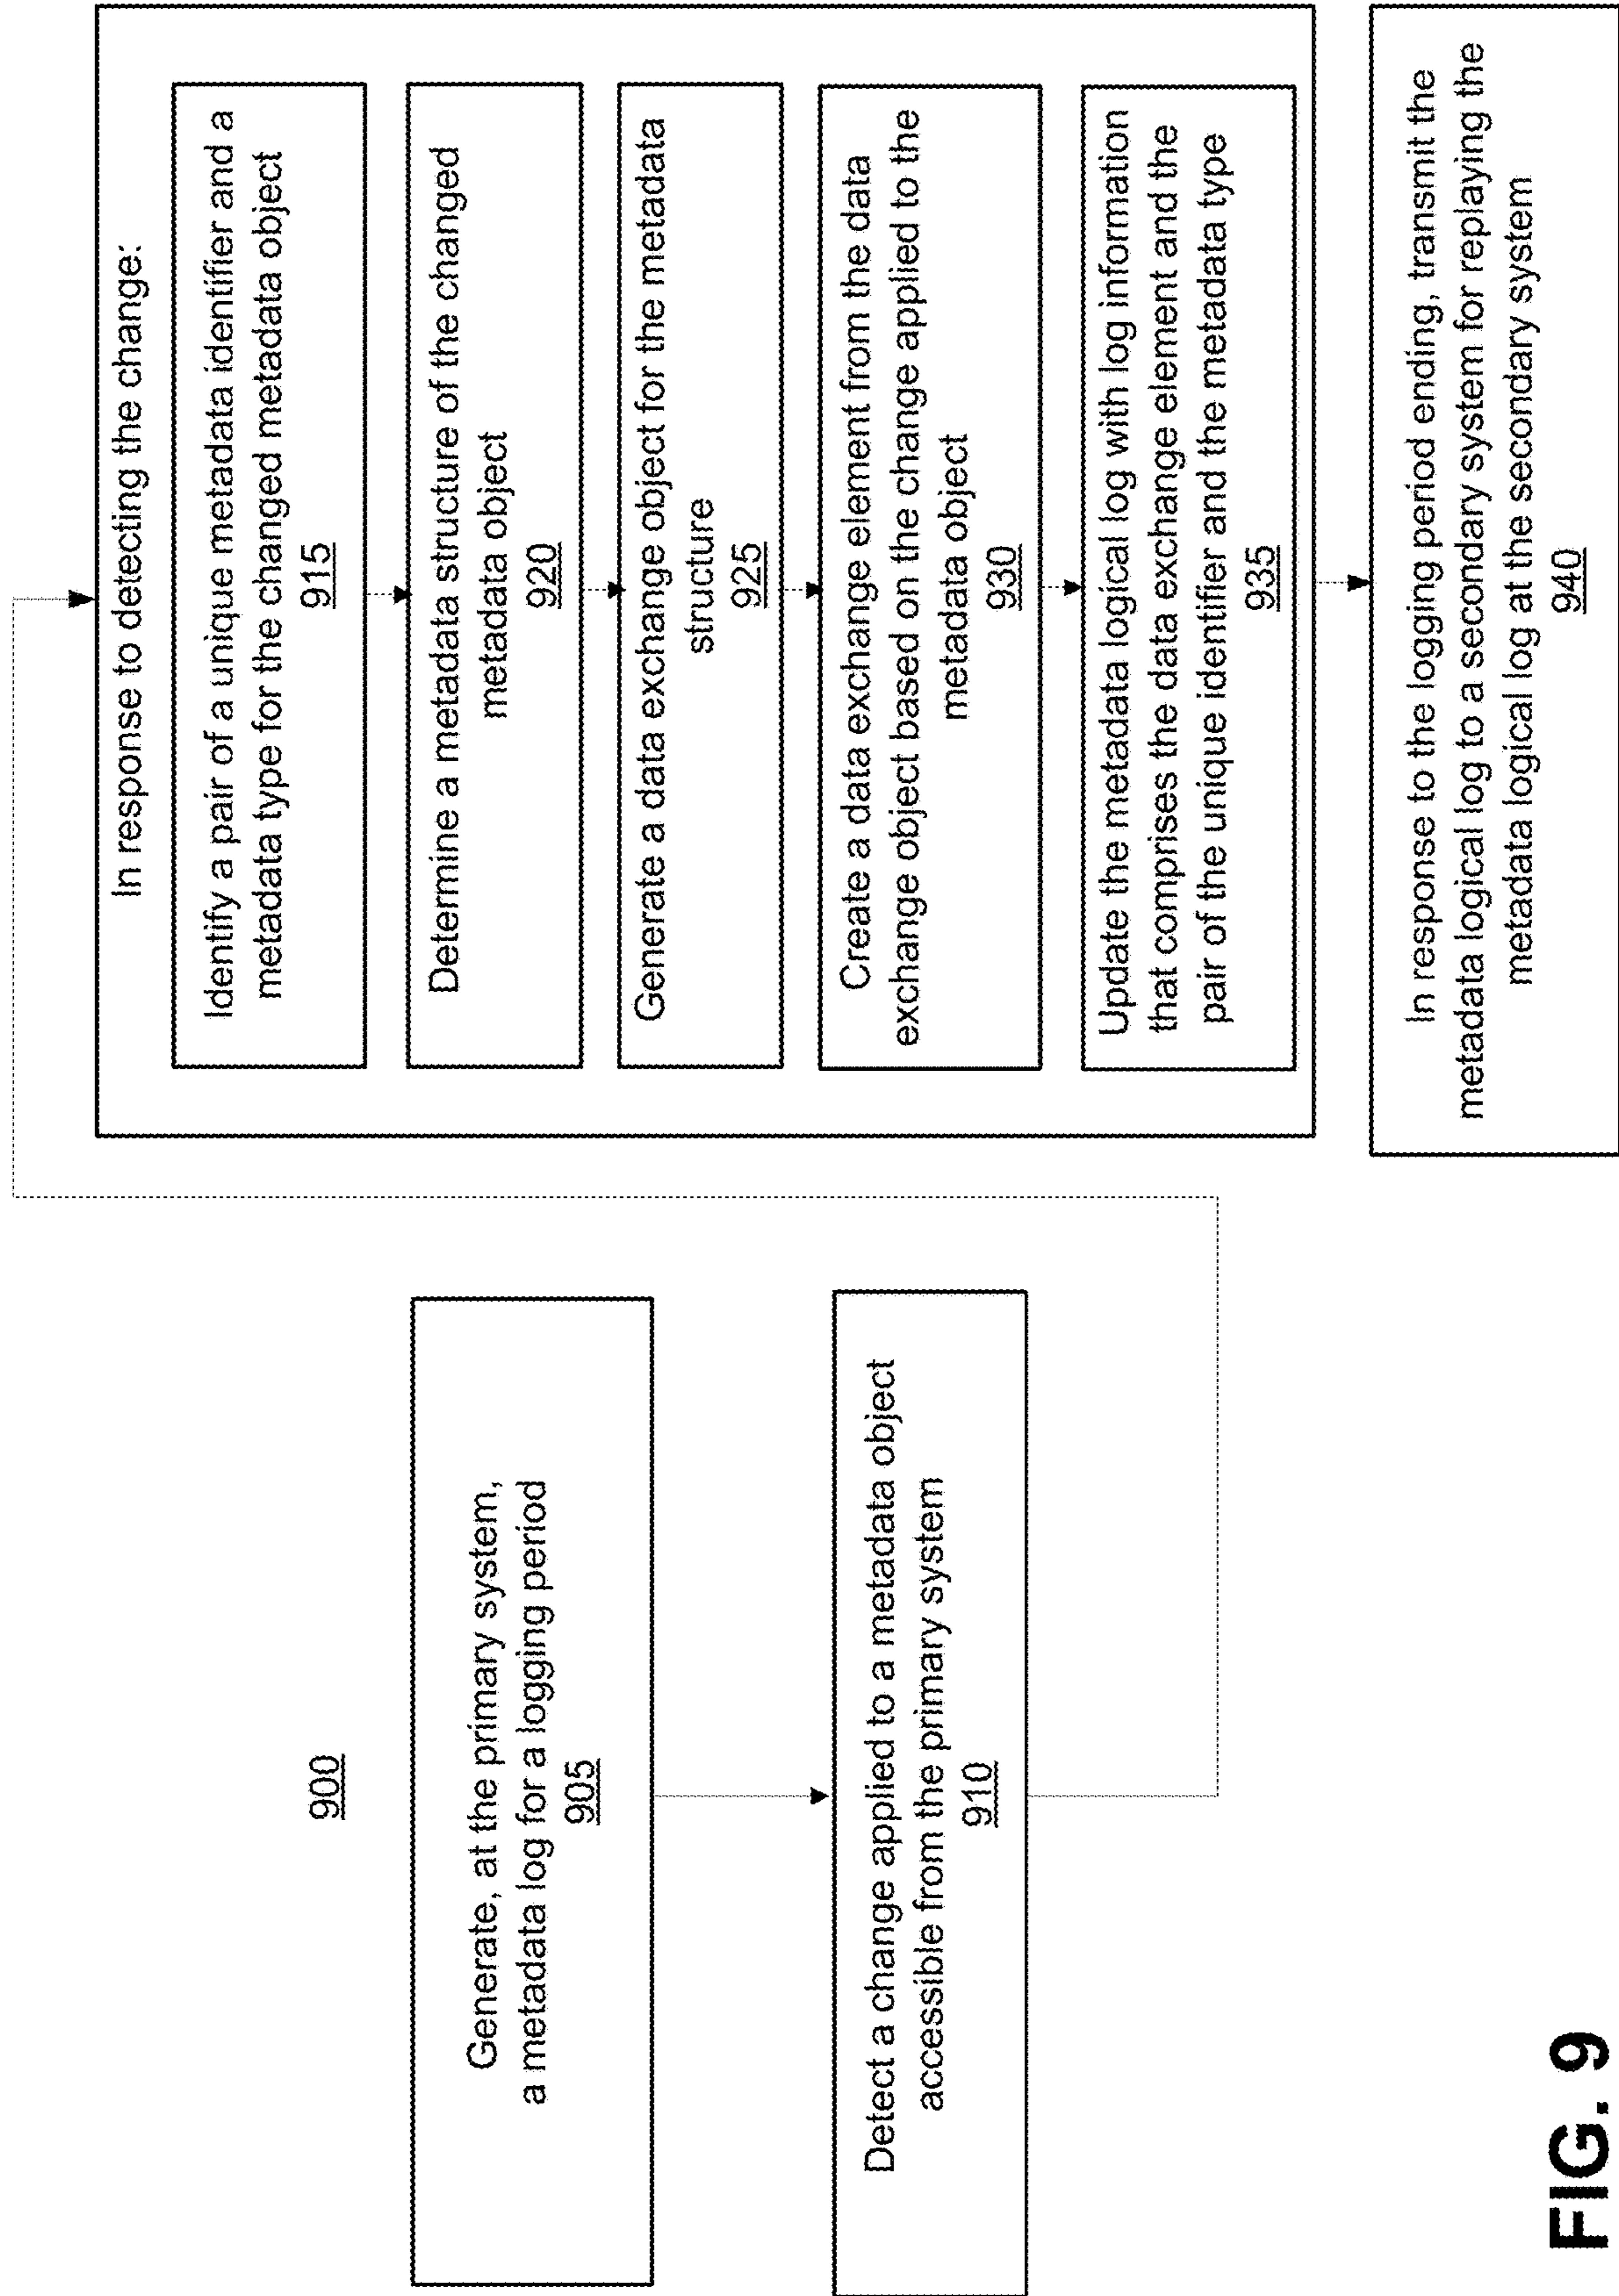 900
Generate, at the primary system,
a metadata log for a logging period
905
Detect a change applied to a metadata object
accessible from the primary system
910
In response to detecting the change:
Identify a pair of a unique metadata identifier and a
metadata type for the changed metadata object
915
Determine a metadata structure of the changed
metadata object
920
Generate a data exchange object for the metadata
structure
925
Create a data exchange element from the data
exchange object based on the change applied to the
metadata object
930
Update the metadata logical log with log information
that comprises the data exchange element and the
pair of the unique identifier and the metadata type
935
In response to the logging period ending, transmit the
metadata logical log to a secondary system for replaying the
metadata logical log at the secondary system
940
FIG. 9